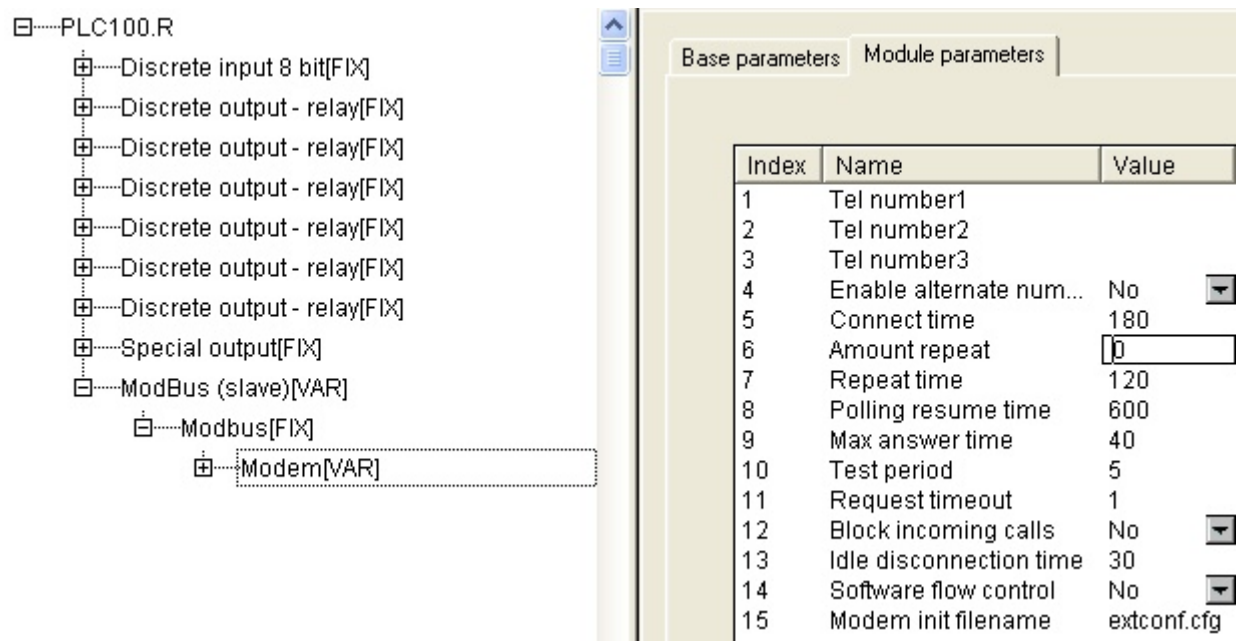 PLC100.R
Discrete input 8 bit[FIX]
Discrete output - relay[FIX]
Discrete output - relay[FIX]
Discrete output - relay[FIX]
Discrete output - relay[FIX]
Discrete output - relay[FIX]
Discrete output - relay[FIX]
Special output[FIX]
ModBus (slave)[VAR]
Modbus[FIX]
Modem[VAR]
Base parameters Module parameters
Index Name Value
1 Tel number1
2 Tel number2
3 Tel number3
4 Enable alternate num... No
5 Connect time 180
6 Amount repeat 0
7 Repeat time 120
8 Polling resume time 600
9 Max answer time 40
10 Test period 5
11 Request timeout 1
12 Block incoming calls No
13 Idle disconnection time 30
14 Software flow control No
15 Modem init filename extconf.cfg